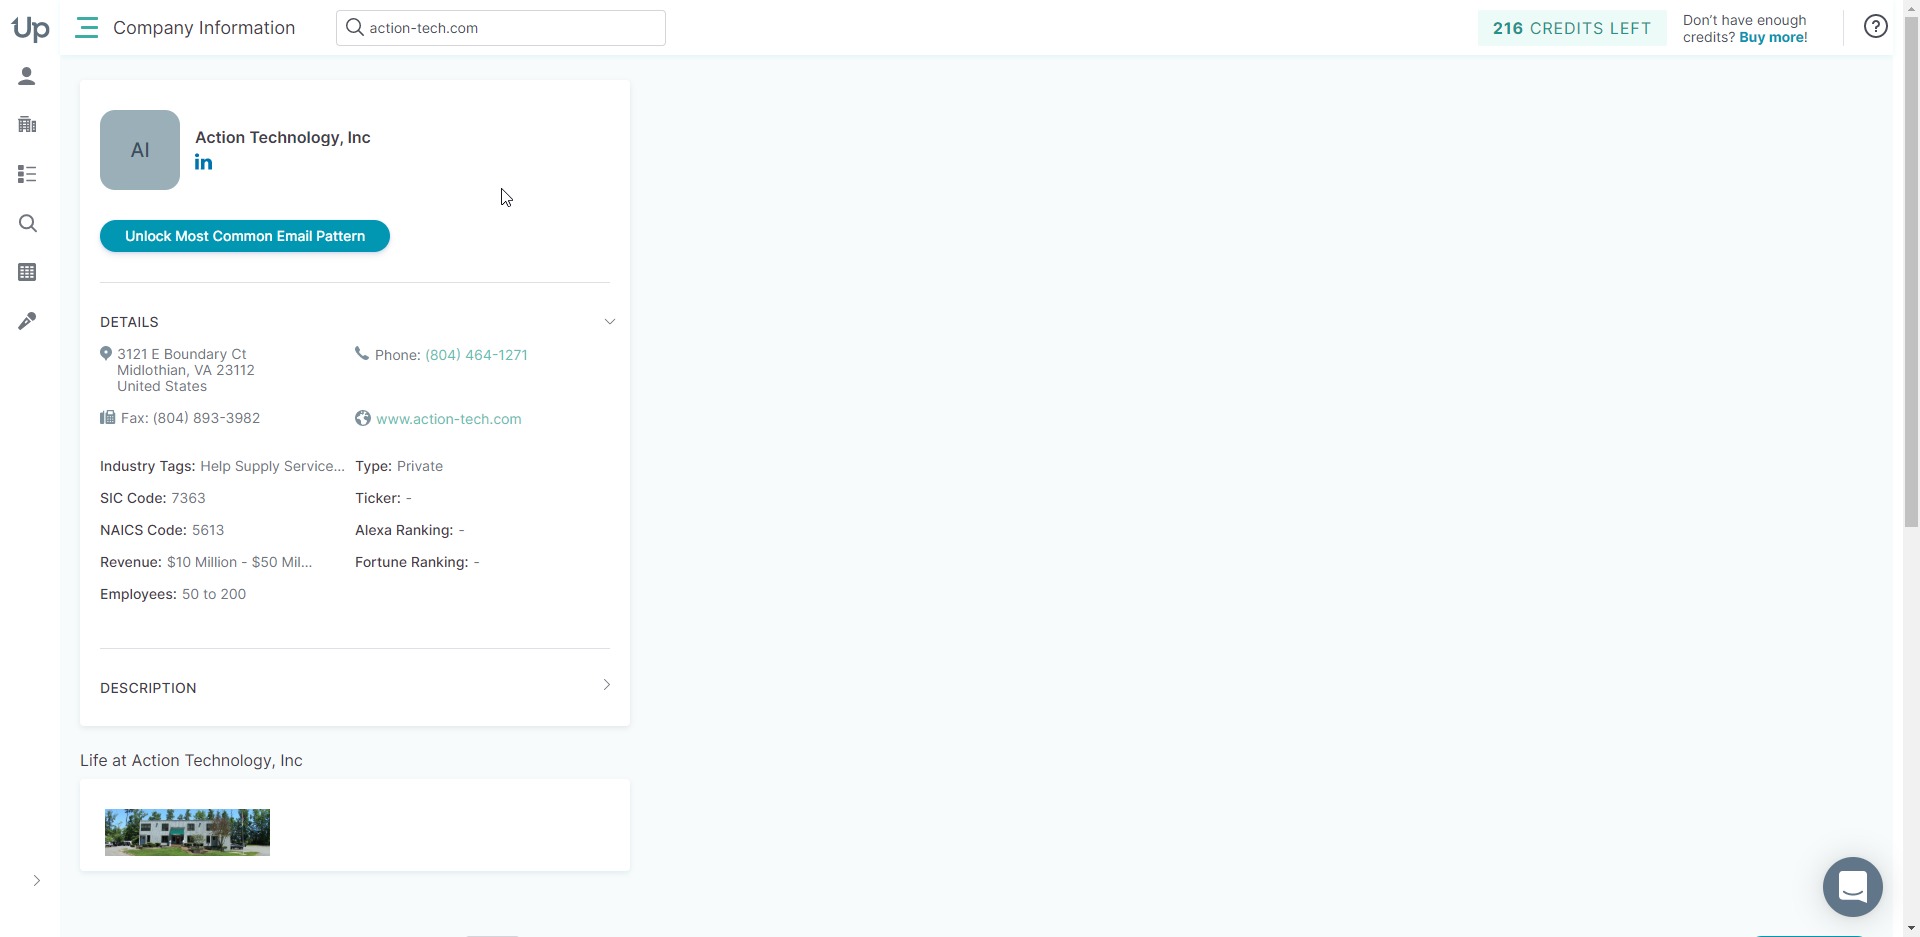 Up
Company Information
action-tech.com
216 CREDITS LEFT
Don't have enough
credits? Buy more!
?
AI
Action Technology, Inc
in
Unlock Most Common Email Pattern
DETAILS
3121 E Boundary Ct
Midlothian, VA 23112
United States
Phone: (804) 464-1271
Fax: (804) 893-3982
www.action-tech.com
Industry Tags: Help Supply Service...
Type: Private
SIC Code: 7363
Ticker: -
NAICS Code: 5613
Alexa Ranking: -
Revenue: $10 Million - $50 Mil...
Fortune Ranking: -
Employees: 50 to 200
DESCRIPTION
Life at Action Technology, Inc